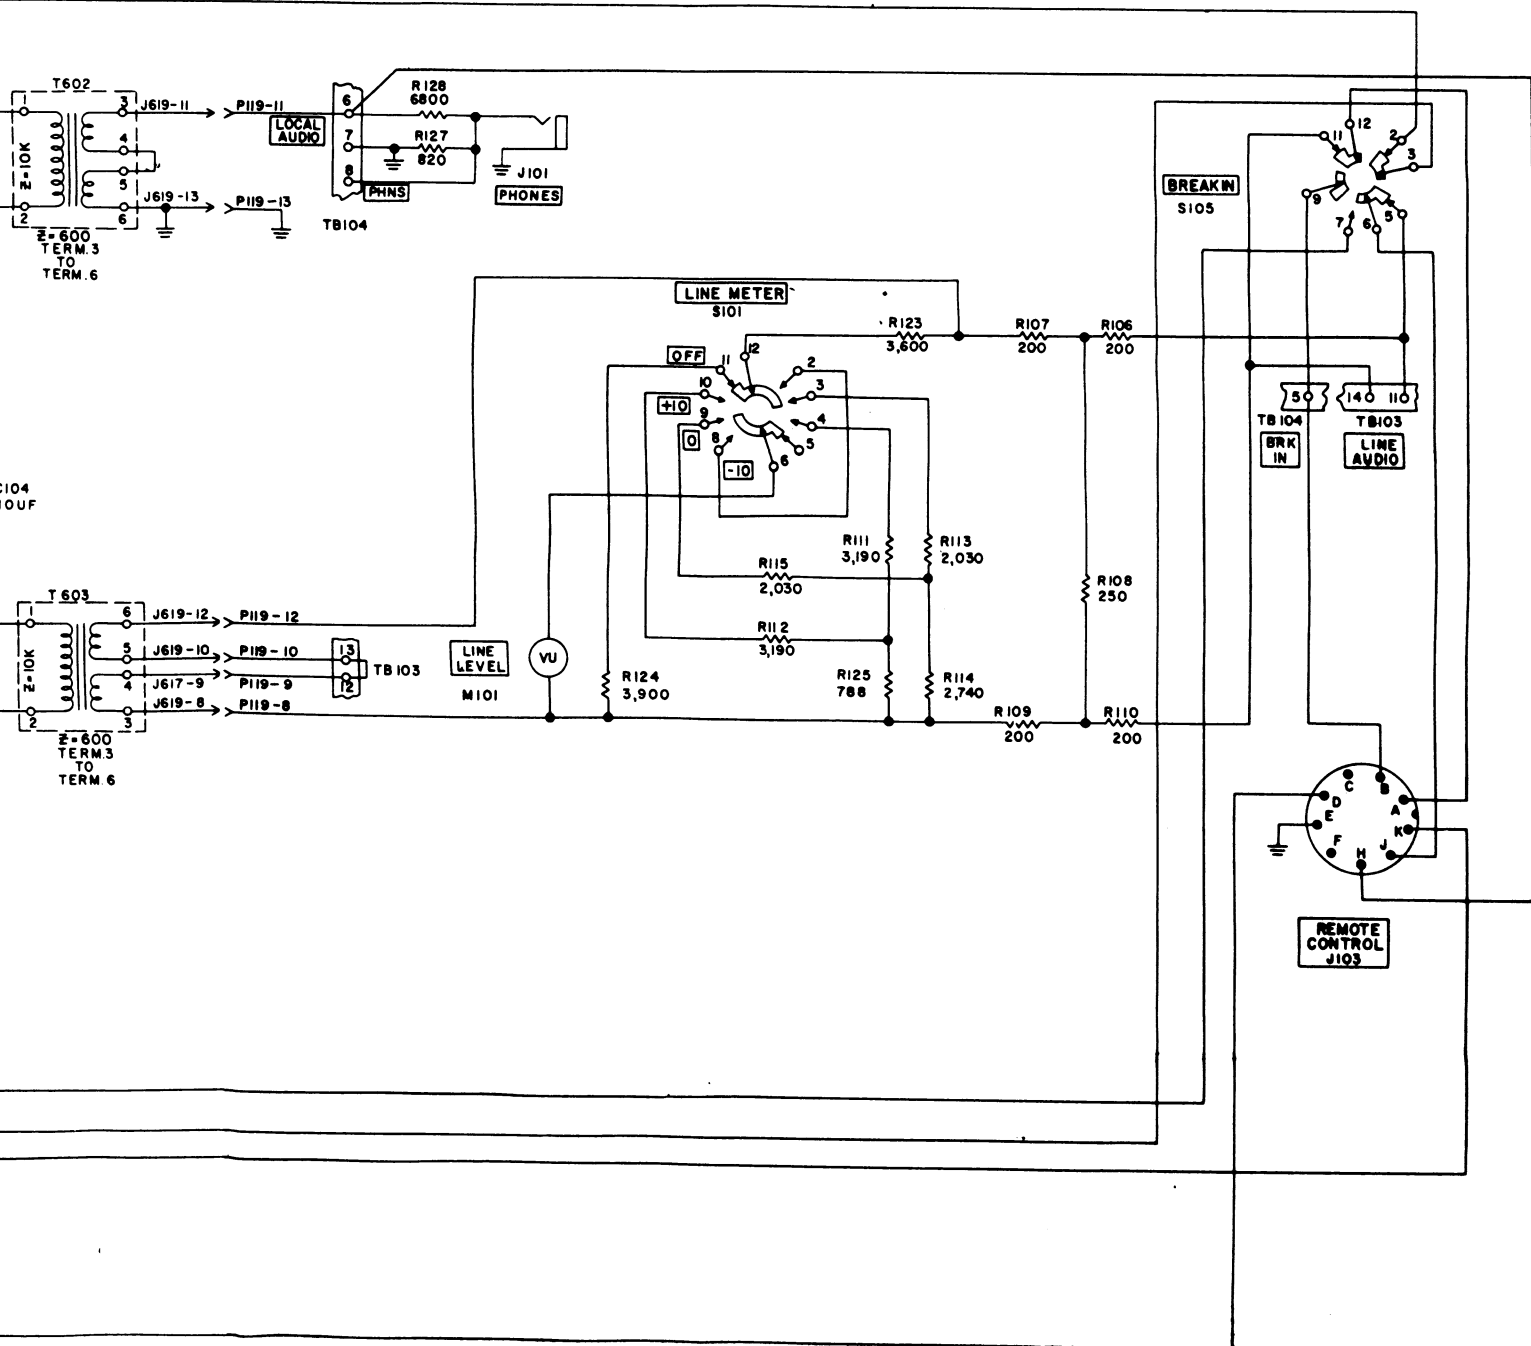 T602
1
3
J619-11
P119-11
LOCAL
AUDIO
6
7
8
R128
6800
R127
820
PHNS
TB104
J101
PHONES
Z=10K
4
5
J619-13
P119-13
2
6
Z=600
TERM.3
TO
TERM.6
BREAKIN
S105
12
11
2
3
9
7
6
5
LINE METER
S101
OFF
+10
0
-10
11
12
2
3
4
5
6
8
9
10
R123
3,600
R107
200
R106
200
5
14
11
TB104
BRK
IN
TB103
LINE
AUDIO
C104
10UF
R111
3,190
R113
2,030
R115
2,030
R112
3,190
R108
250
T603
1
6
J619-12
P119-12
5
J619-10
P119-10
4
J617-9
P119-9
J619-8
P119-8
Z=10K
2
3
13
12
TB103
Z=600
TERM.3
TO
TERM.6
LINE
LEVEL
M101
VU
R124
3,900
R125
788
R114
2,740
R109
200
R110
200
C
B
D
A
E
K
F
J
H
REMOTE
CONTROL
J103